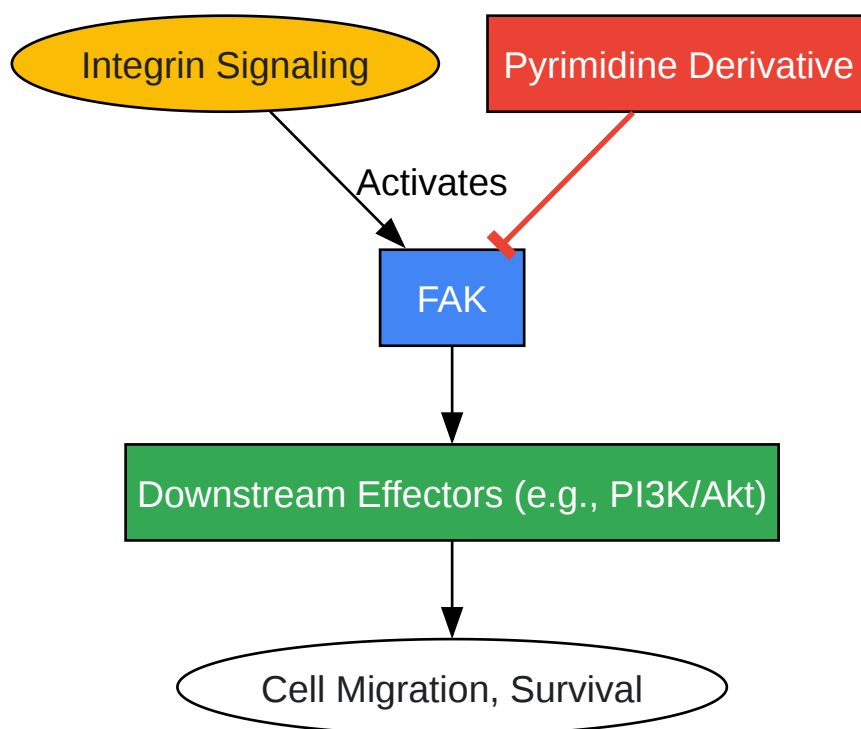 Integrin Signaling
Pyrimidine Derivative
Activates
FAK
Downstream Effectors (e.g., PI3K/Akt)
Cell Migration, Survival